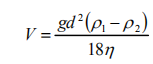 V = gd²(ρ₁ − ρ₂) / 18η